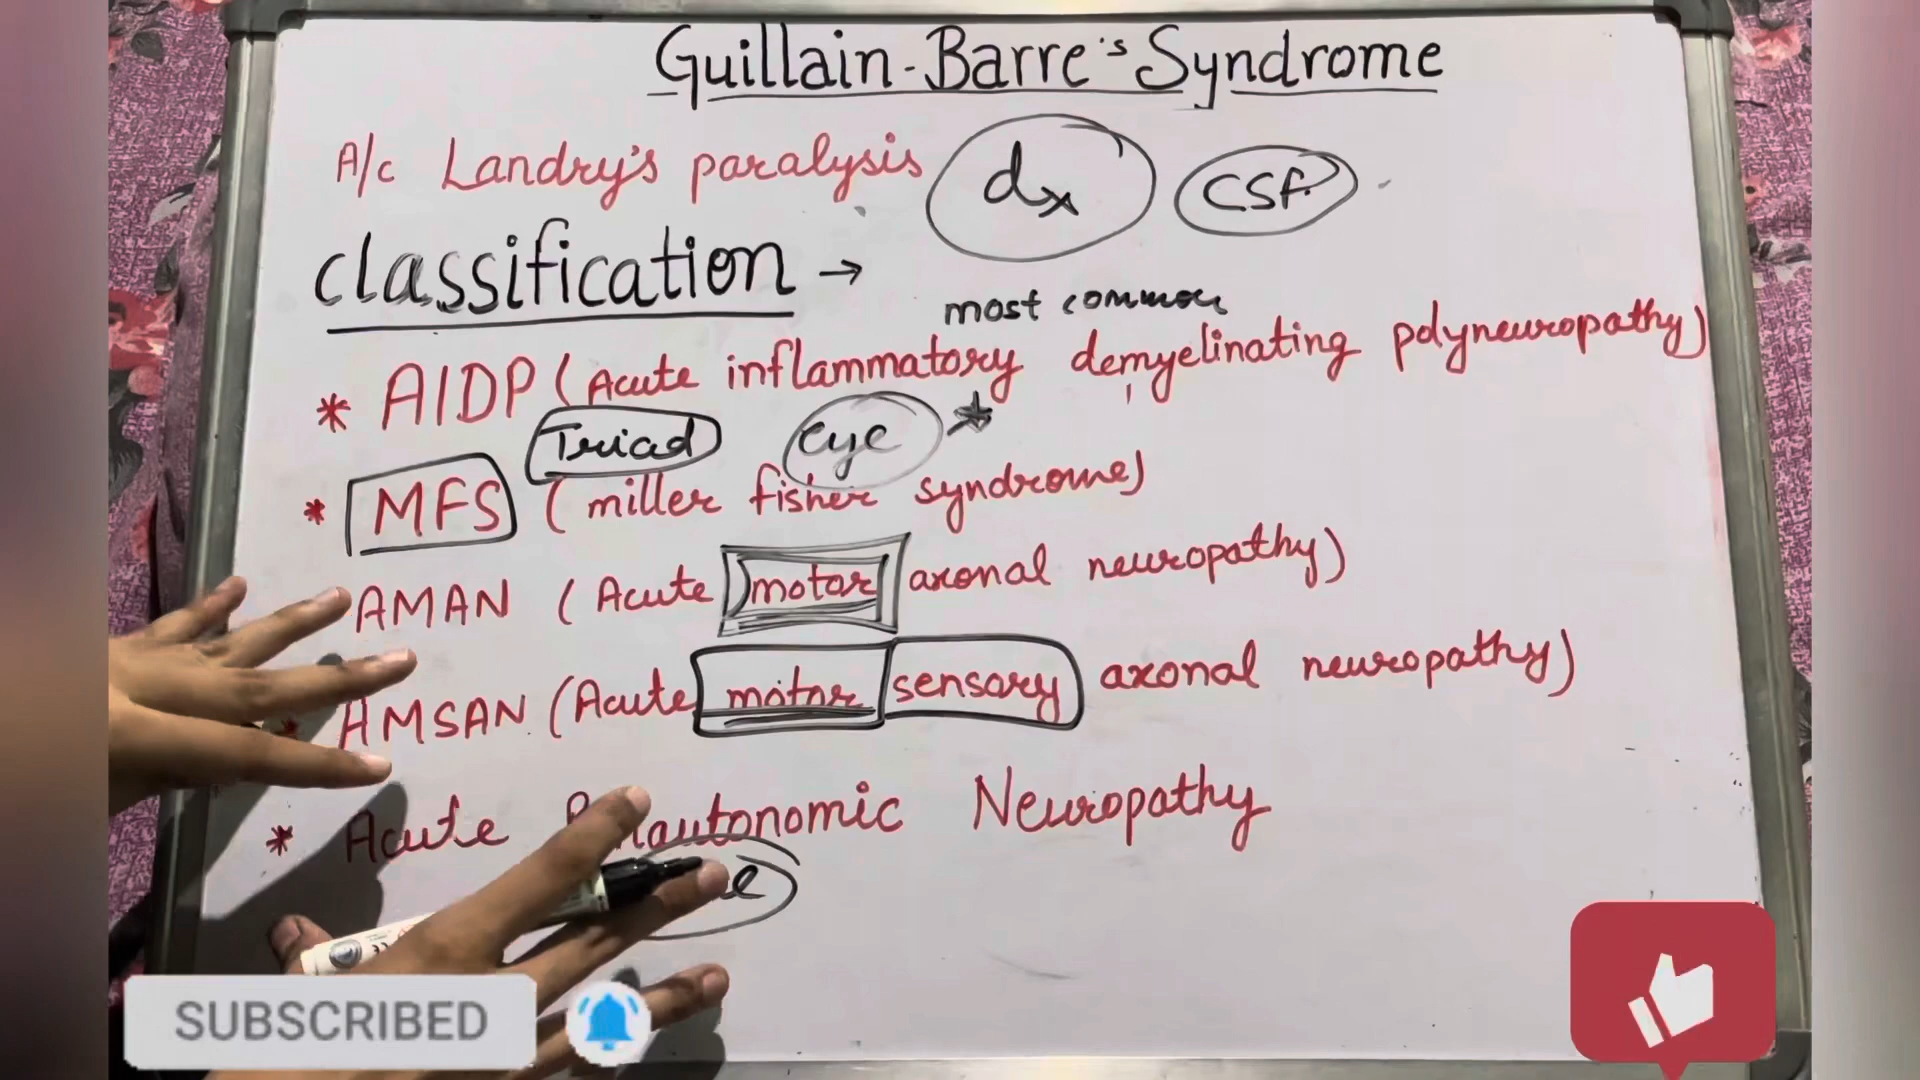 Guillain-Barre's Syndrome
A/c Landry's paralysis
dx
CSF
classification →
most common
* AIDP (Acute inflammatory demyelinating polyneuropathy)
Triad
eye
* MFS (miller fisher syndrome)
AMAN (Acute motor axonal neuropathy)
* AMSAN (Acute motor sensory axonal neuropathy)
* Acute autonomic Neuropathy
SUBSCRIBED